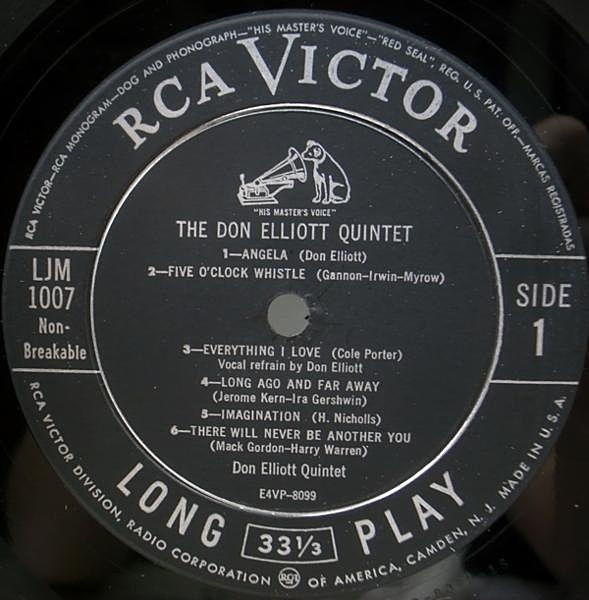 RCA VICTOR—RCA MONOGRAM—DOG AND PHONOGRAPH—"HIS MASTER'S VOICE"—"RED SEAL", REG. U. S. PAT. OFF.—MARCAS REGISTRADAS
RCA VICTOR
"HIS MASTER'S VOICE"
THE DON ELLIOTT QUINTET
1—ANGELA (Don Elliott)
2—FIVE O'CLOCK WHISTLE (Gannon-Irwin-Myrow)
LJM
1007
Non-
Breakable
SIDE
1
3—EVERYTHING I LOVE (Cole Porter)
Vocal refrain by Don Elliott
4—LONG AGO AND FAR AWAY
(Jerome Kern-Ira Gershwin)
5—IMAGINATION (H. Nicholls)
6—THERE WILL NEVER BE ANOTHER YOU
(Mack Gordon-Harry Warren)
Don Elliott Quintet
E4VP-8099
LONG 33 1/3 PLAY
RCA VICTOR DIVISION, RADIO CORPORATION RCA OF AMERICA, CAMDEN, N. J. MADE IN U. S. A.